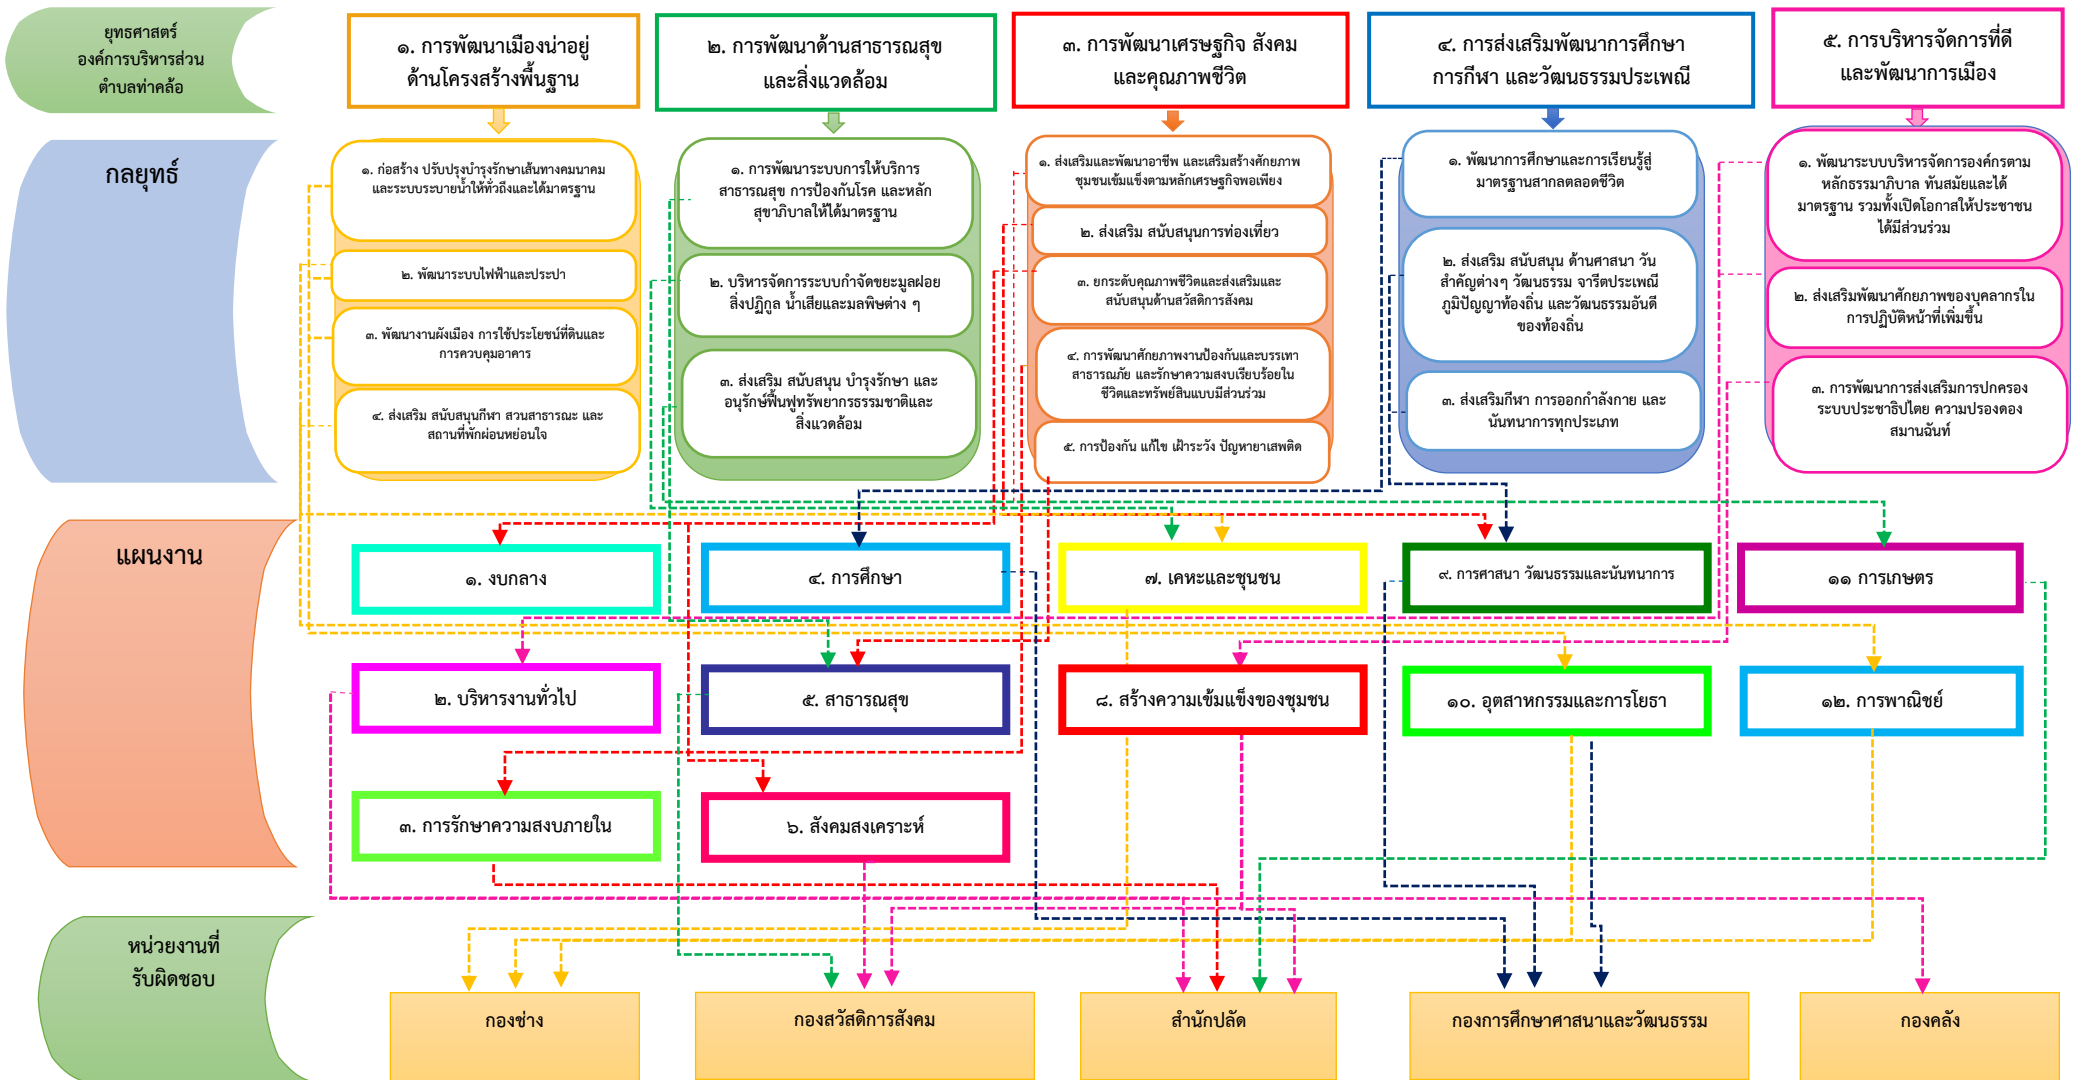 ยุทธศาสตร์
องค์การบริหารส่วน
ตำบลท่าคล้อ
๑. การพัฒนาเมืองน่าอยู่
ด้านโครงสร้างพื้นฐาน
๒. การพัฒนาด้านสาธารณสุข
และสิ่งแวดล้อม
๓. การพัฒนาเศรษฐกิจ สังคม
และคุณภาพชีวิต
๔. การส่งเสริมพัฒนาการศึกษา
การกีฬา และวัฒนธรรมประเพณี
๕. การบริหารจัดการที่ดี
และพัฒนาการเมือง
กลยุทธ์
๑. ก่อสร้าง ปรับปรุงบำรุงรักษาเส้นทางคมนาคม
และระบบระบายน้ำให้ทั่วถึงและได้มาตรฐาน
๒. พัฒนาระบบไฟฟ้าและประปา
๓. พัฒนางานผังเมือง การใช้ประโยชน์ที่ดินและ
การควบคุมอาคาร
๔. ส่งเสริม สนับสนุนกีฬา สวนสาธารณะ และ
สถานที่พักผ่อนหย่อนใจ
๑. การพัฒนาระบบการให้บริการ
สาธารณสุข การป้องกันโรค และหลัก
สุขาภิบาลให้ได้มาตรฐาน
๒. บริหารจัดการระบบกำจัดขยะมูลฝอย
สิ่งปฏิกูล น้ำเสียและมลพิษต่าง ๆ
๓. ส่งเสริม สนับสนุน บำรุงรักษา และ
อนุรักษ์ฟื้นฟูทรัพยากรธรรมชาติและ
สิ่งแวดล้อม
๑. ส่งเสริมและพัฒนาอาชีพ และเสริมสร้างศักยภาพ
ชุมชนเข้มแข็งตามหลักเศรษฐกิจพอเพียง
๒. ส่งเสริม สนับสนุนการท่องเที่ยว
๓. ยกระดับคุณภาพชีวิตและส่งเสริมและ
สนับสนุนด้านสวัสดิการสังคม
๔. การพัฒนาศักยภาพงานป้องกันและบรรเทา
สาธารณภัย และรักษาความสงบเรียบร้อยใน
ชีวิตและทรัพย์สินแบบมีส่วนร่วม
๕. การป้องกัน แก้ไข เฝ้าระวัง ปัญหายาเสพติด
๑. พัฒนาการศึกษาและการเรียนรู้สู่
มาตรฐานสากลตลอดชีวิต
๒. ส่งเสริม สนับสนุน ด้านศาสนา วัน
สำคัญต่างๆ วัฒนธรรม จารีตประเพณี
ภูมิปัญญาท้องถิ่น และวัฒนธรรมอันดี
ของท้องถิ่น
๓. ส่งเสริมกีฬา การออกกำลังกาย และ
นันทนาการทุกประเภท
๑. พัฒนาระบบบริหารจัดการองค์กรตาม
หลักธรรมาภิบาล ทันสมัยและได้
มาตรฐาน รวมทั้งเปิดโอกาสให้ประชาชน
ได้มีส่วนร่วม
๒. ส่งเสริมพัฒนาศักยภาพของบุคลากรใน
การปฏิบัติหน้าที่เพิ่มขึ้น
๓. การพัฒนาการส่งเสริมการปกครอง
ระบบประชาธิปไตย ความปรองดอง
สมานฉันท์
แผนงาน
๑. งบกลาง
๔. การศึกษา
๗. เคหะและชุมชน
๙. การศาสนา วัฒนธรรมและนันทนาการ
๑๑ การเกษตร
๒. บริหารงานทั่วไป
๕. สาธารณสุข
๘. สร้างความเข้มแข็งของชุมชน
๑๐. อุตสาหกรรมและการโยธา
๑๒. การพาณิชย์
๓. การรักษาความสงบภายใน
๖. สังคมสงเคราะห์
หน่วยงานที่
รับผิดชอบ
กองช่าง
กองสวัสดิการสังคม
สำนักปลัด
กองการศึกษาศาสนาและวัฒนธรรม
กองคลัง